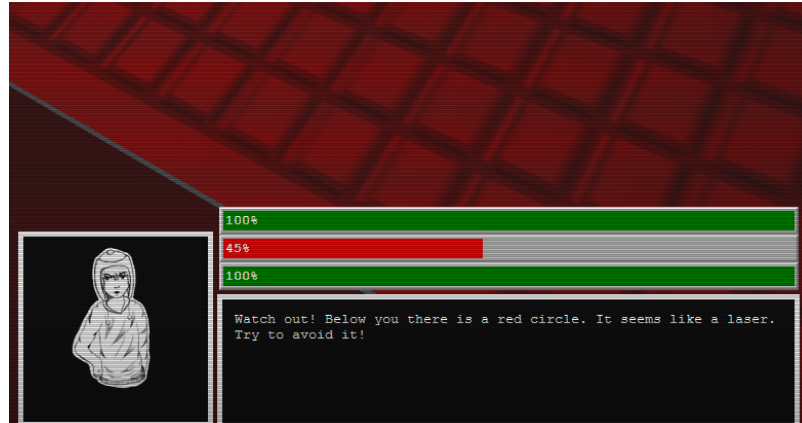 100%
45%
100%
Watch out! Below you there is a red circle. It seems like a laser.
Try to avoid it!